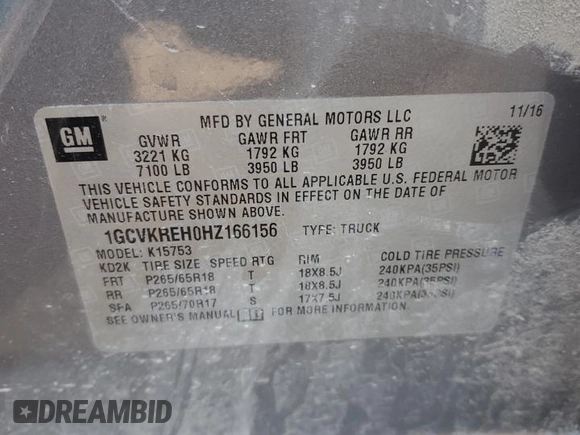 GM
MFD BY GENERAL MOTORS LLC
11/16
GVWR GAWR FRT GAWR RR
3221 KG 1792 KG 1792 KG
7100 LB 3950 LB 3950 LB
THIS VEHICLE CONFORMS TO ALL APPLICABLE U.S. FEDERAL MOTOR
VEHICLE SAFETY STANDARDS IN EFFECT ON THE DATE OF
MANUFACTURE SHOWN ABOVE.
1GCVKREH0HZ166156 TYPE: TRUCK
MODEL: K15753
KD2K TIRE SIZE SPEED RTG RIM COLD TIRE PRESSURE
FRT P265/65R18 T 18X8.5J 240KPA(35PSI)
RR P265/65R18 T 18X8.5J 240KPA(35PSI)
SPA P265/70R17 S 17X7.5J 240KPA(35PSI)
SEE OWNER'S MANUAL FOR MORE INFORMATION.
DREAMBID